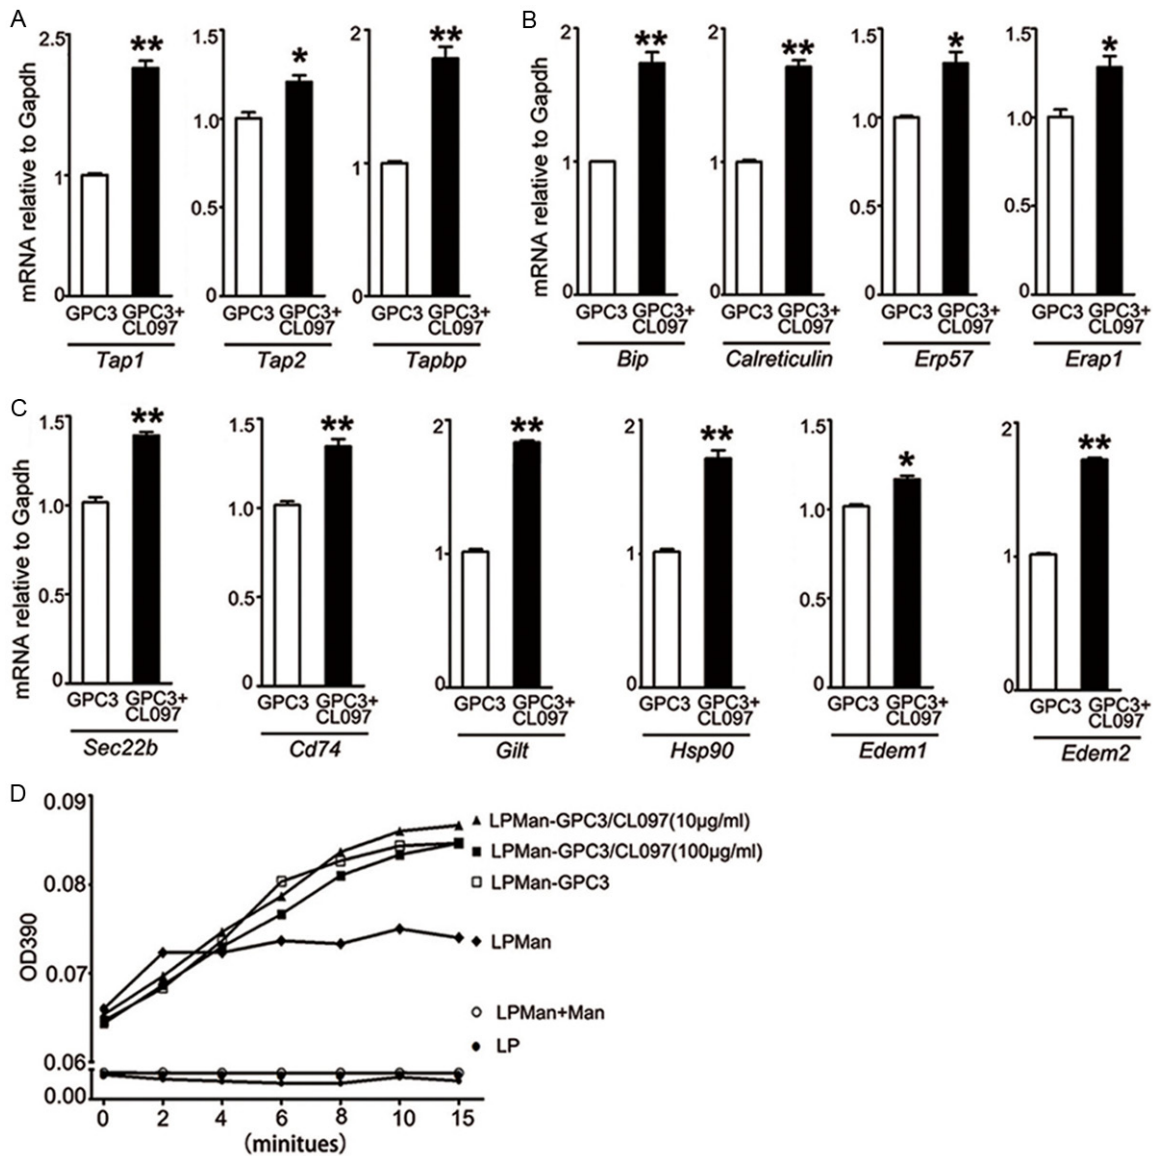 A
mRNA relative to Gapdh
2.5
1
0
**
GPC3 GPC3+
CL097
Tap1
1.5
1.0
0.5
0
*
GPC3 GPC3+
CL097
Tap2
2
1
0
**
GPC3 GPC3+
CL097
Tapbp
B
mRNA relative to Gapdh
2
1
0
**
GPC3 GPC3+
CL097
Bip
2
1
0
**
GPC3 GPC3+
CL097
Calreticulin
1.5
1.0
0.5
0
*
GPC3 GPC3+
CL097
Erp57
1.5
1.0
0.5
0
*
GPC3 GPC3+
CL097
Erap1
C
mRNA relative to Gapdh
1.5
1.0
0.5
0
**
GPC3 GPC3+
CL097
Sec22b
1.5
1.0
0.5
0
**
GPC3 GPC3+
CL097
Cd74
2
1
0
**
GPC3 GPC3+
CL097
Gilt
2
1
0
**
GPC3 GPC3+
CL097
Hsp90
1.5
1.0
0.5
0
*
GPC3 GPC3+
CL097
Edem1
2
1
0
**
GPC3 GPC3+
CL097
Edem2
D
OD390
0.09
0.08
0.07
0.06
0.00
LPMan-GPC3/CL097(10μg/ml)
LPMan-GPC3/CL097(100μg/ml)
LPMan-GPC3
LPMan
LPMan+Man
LP
0 2 4 6 8 10 15
(minitues)